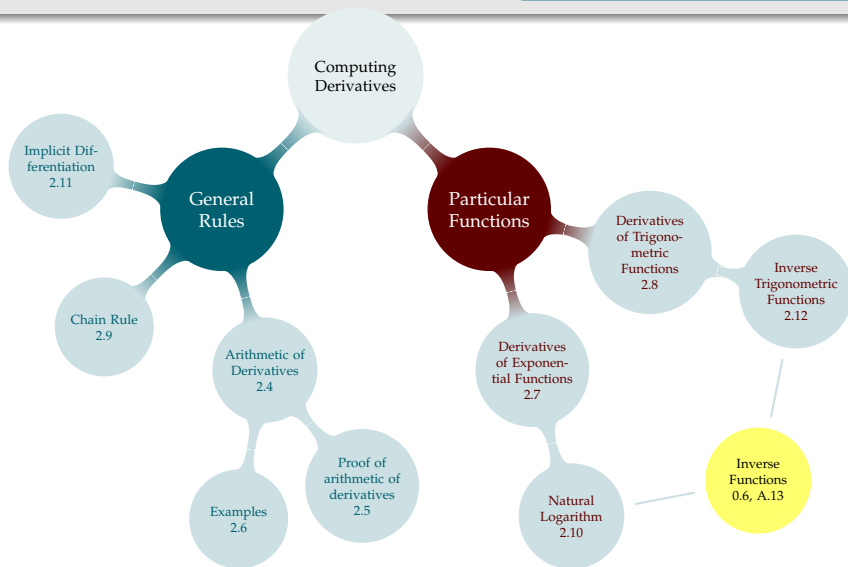 Computing
Derivatives
Implicit Dif-
ferentiation
2.11
General
Rules
Particular
Functions
Derivatives
of Trigono-
metric
Functions
2.8
Inverse
Trigonometric
Functions
2.12
Chain Rule
2.9
Arithmetic of
Derivatives
2.4
Derivatives
of Exponen-
tial Functions
2.7
Examples
2.6
Proof of
arithmetic of
derivatives
2.5
Natural
Logarithm
2.10
Inverse
Functions
0.6, A.13